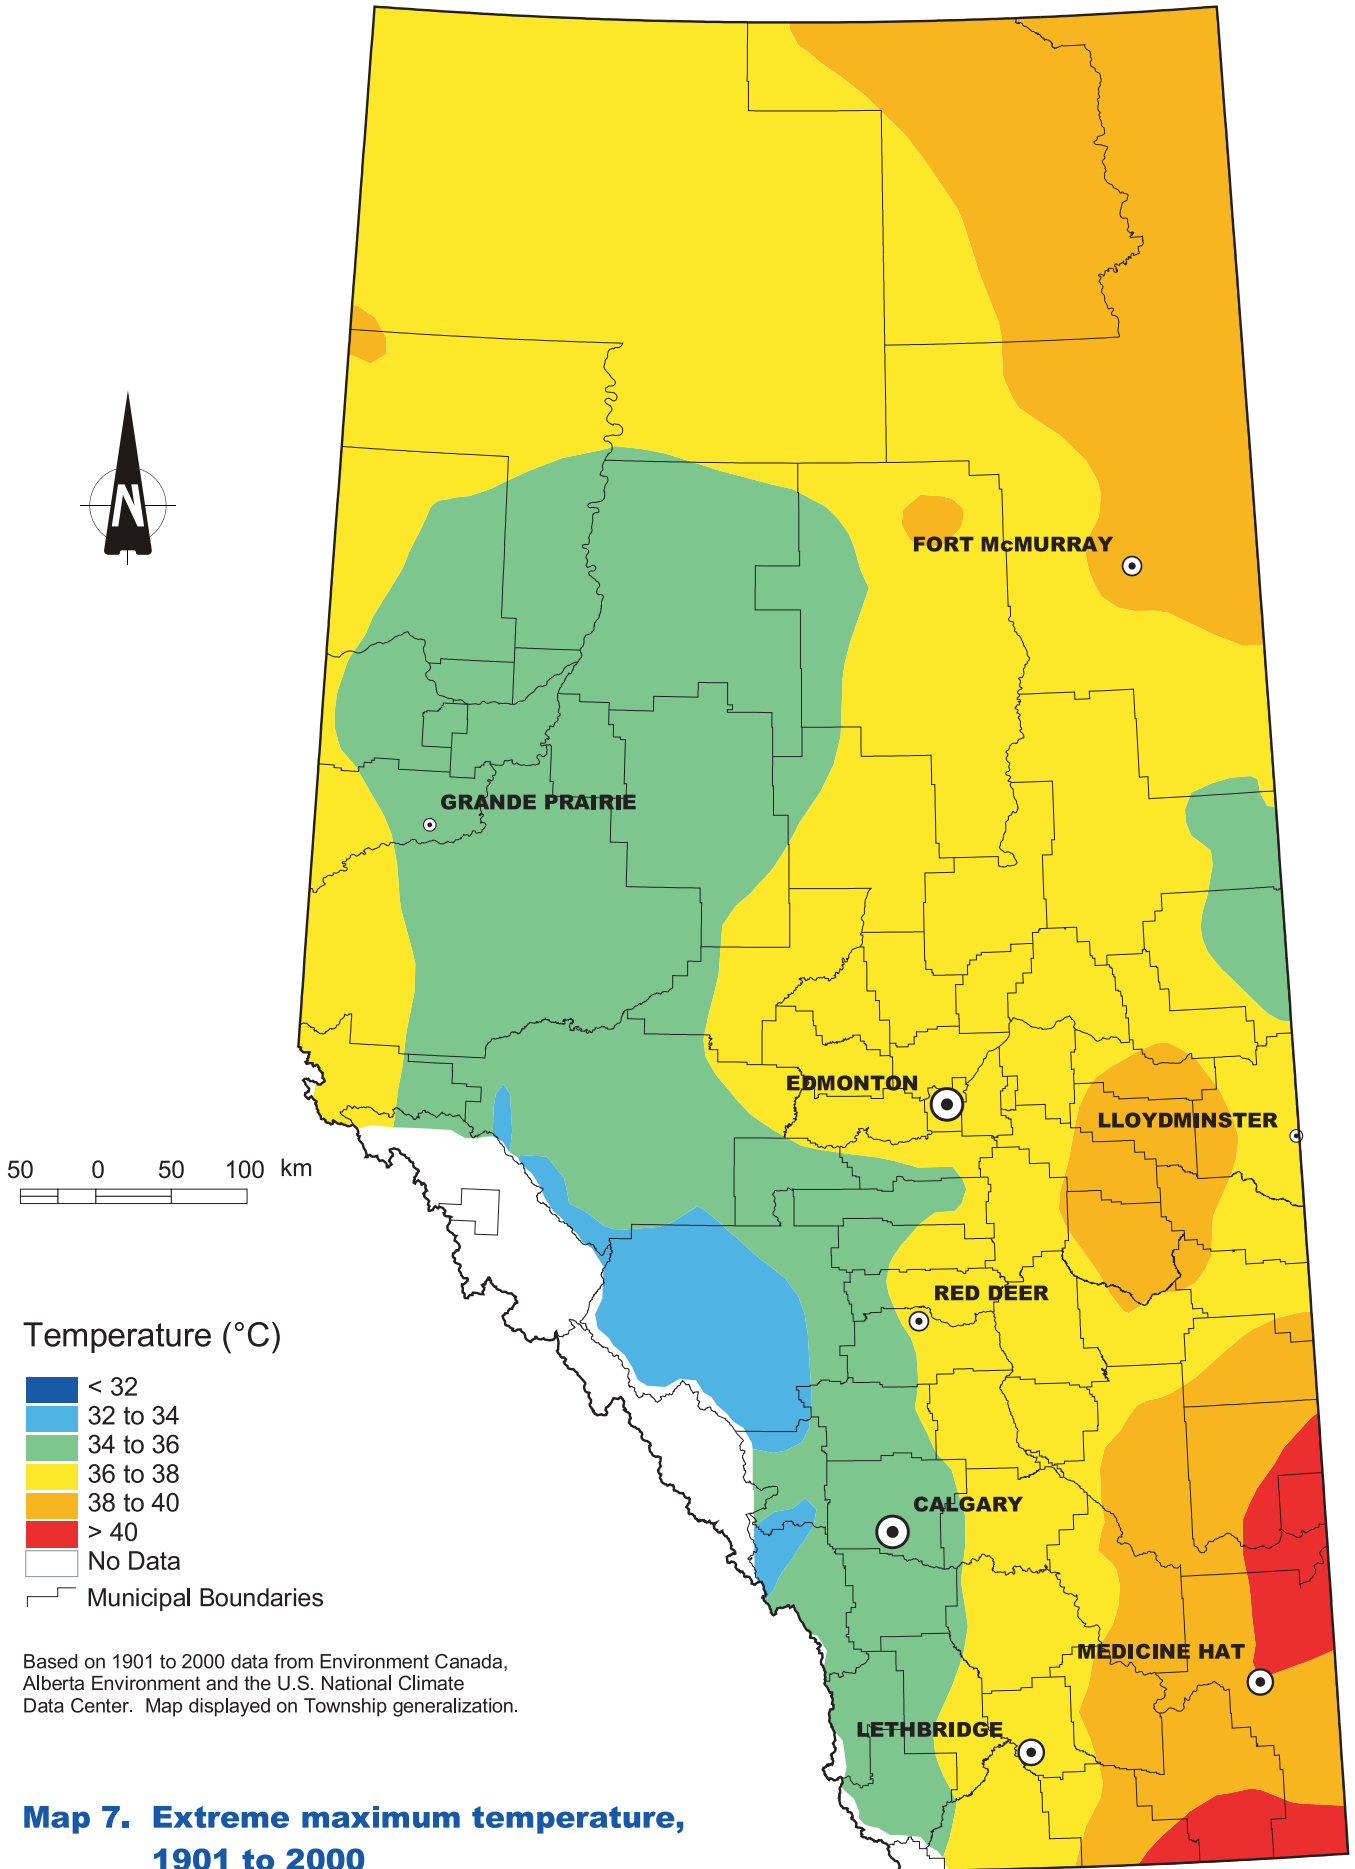 FORT McMURRAY
N
GRANDE PRAIRIE
EDMONTON
LLOYDMINSTER
50 0 50 100 km
RED DEER
Temperature (°C)
< 32
32 to 34
34 to 36
36 to 38
38 to 40
> 40
No Data
Municipal Boundaries
CALGARY
MEDICINE HAT
LETHBRIDGE
Based on 1901 to 2000 data from Environment Canada,
Alberta Environment and the U.S. National Climate
Data Center. Map displayed on Township generalization.
Map 7. Extreme maximum temperature,
1901 to 2000